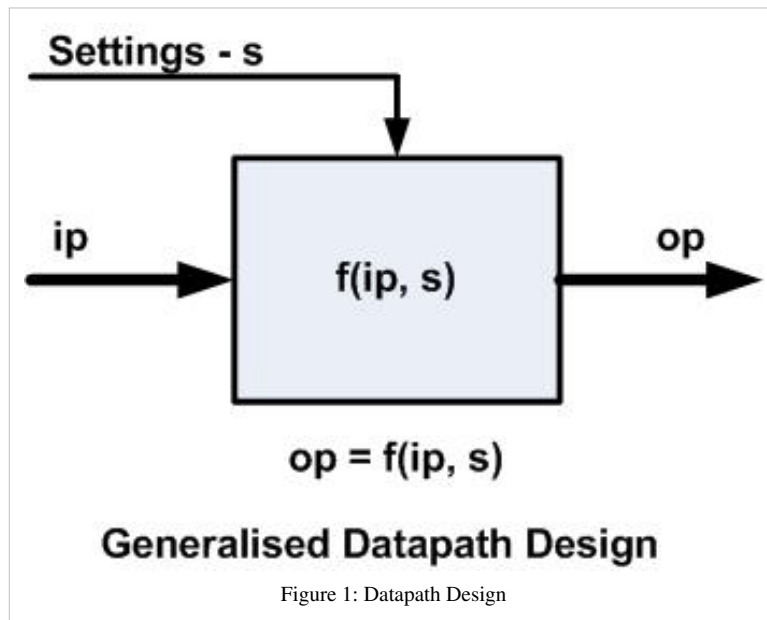 Settings - s
ip
op
f(ip, s)
op = f(ip, s)
Generalised Datapath Design
Figure 1: Datapath Design